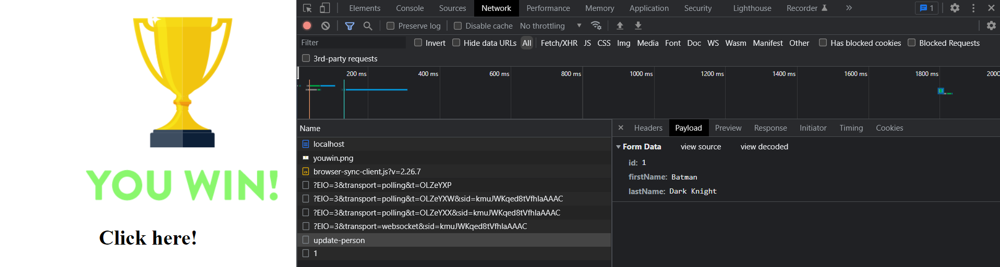 YOU WIN!
Click here!
Elements Console Sources Network Performance Memory Application Security Lighthouse Recorder » 1
Preserve log Disable cache No throttling
Filter Invert Hide data URLs All Fetch/XHR JS CSS Img Media Font Doc WS Wasm Manifest Other Has blocked cookies Blocked Requests
3rd-party requests
200 ms 400 ms 600 ms 800 ms 1000 ms 1200 ms 1400 ms 1600 ms 1800 ms 2000
Name
localhost
youwin.png
browser-sync-client.js?v=2.26.7
?EIO=3&transport=polling&t=OLZeYXP
?EIO=3&transport=polling&t=OLZeYXW&sid=kmuJWKqed8tVfhIaAAAC
?EIO=3&transport=polling&t=OLZeYXX&sid=kmuJWKqed8tVfhIaAAAC
?EIO=3&transport=websocket&sid=kmuJWKqed8tVfhIaAAAC
update-person
1
Headers Payload Preview Response Initiator Timing Cookies
Form Data view source view decoded
id: 1
firstName: Batman
lastName: Dark Knight